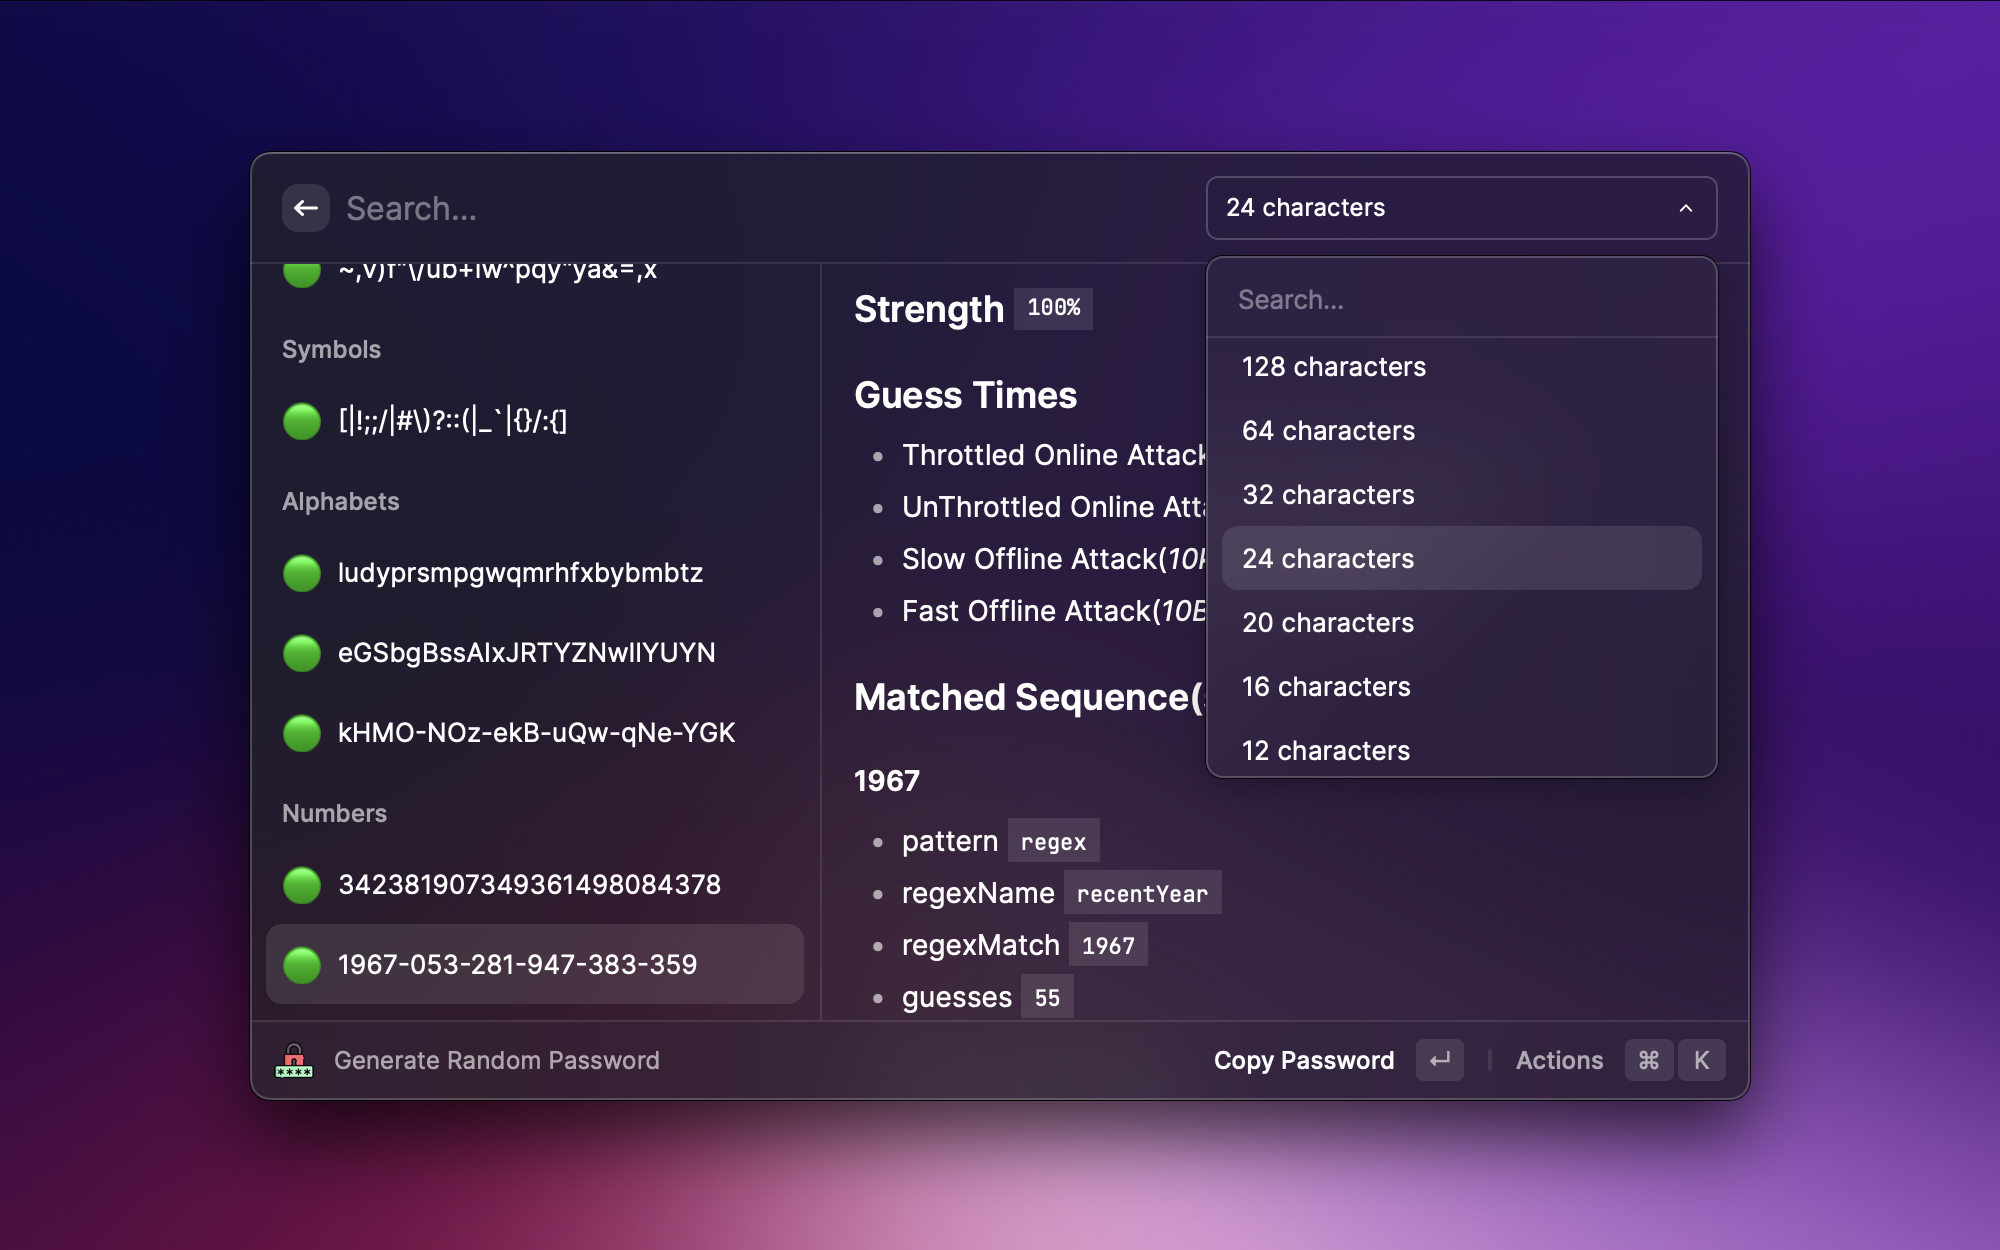 Search...
24 characters
~,v)f"\/ub+iw^pqy"ya&=,x
Symbols
[|!;;/|#\)?::(|_`|{}/:{]
Alphabets
ludyprsmpgwqmrhfxbybmbtz
kHMO-NOz-ekB-uQw-qNe-YGK
Numbers
342381907349361498084378
1967-053-281-947-383-359
Strength 100%
Guess Times
Throttled Online Attack
UnThrottled Online
Slow Offline Attack(10
Fast Offline Attack(10B
Matched Sequence(
1967
pattern regex
regexName recentYear
regexMatch 1967
guesses 55
Search...
128 characters
64 characters
32 characters
24 characters
20 characters
16 characters
12 characters
Generate Random Password
Copy Password
Actions ⌘ K